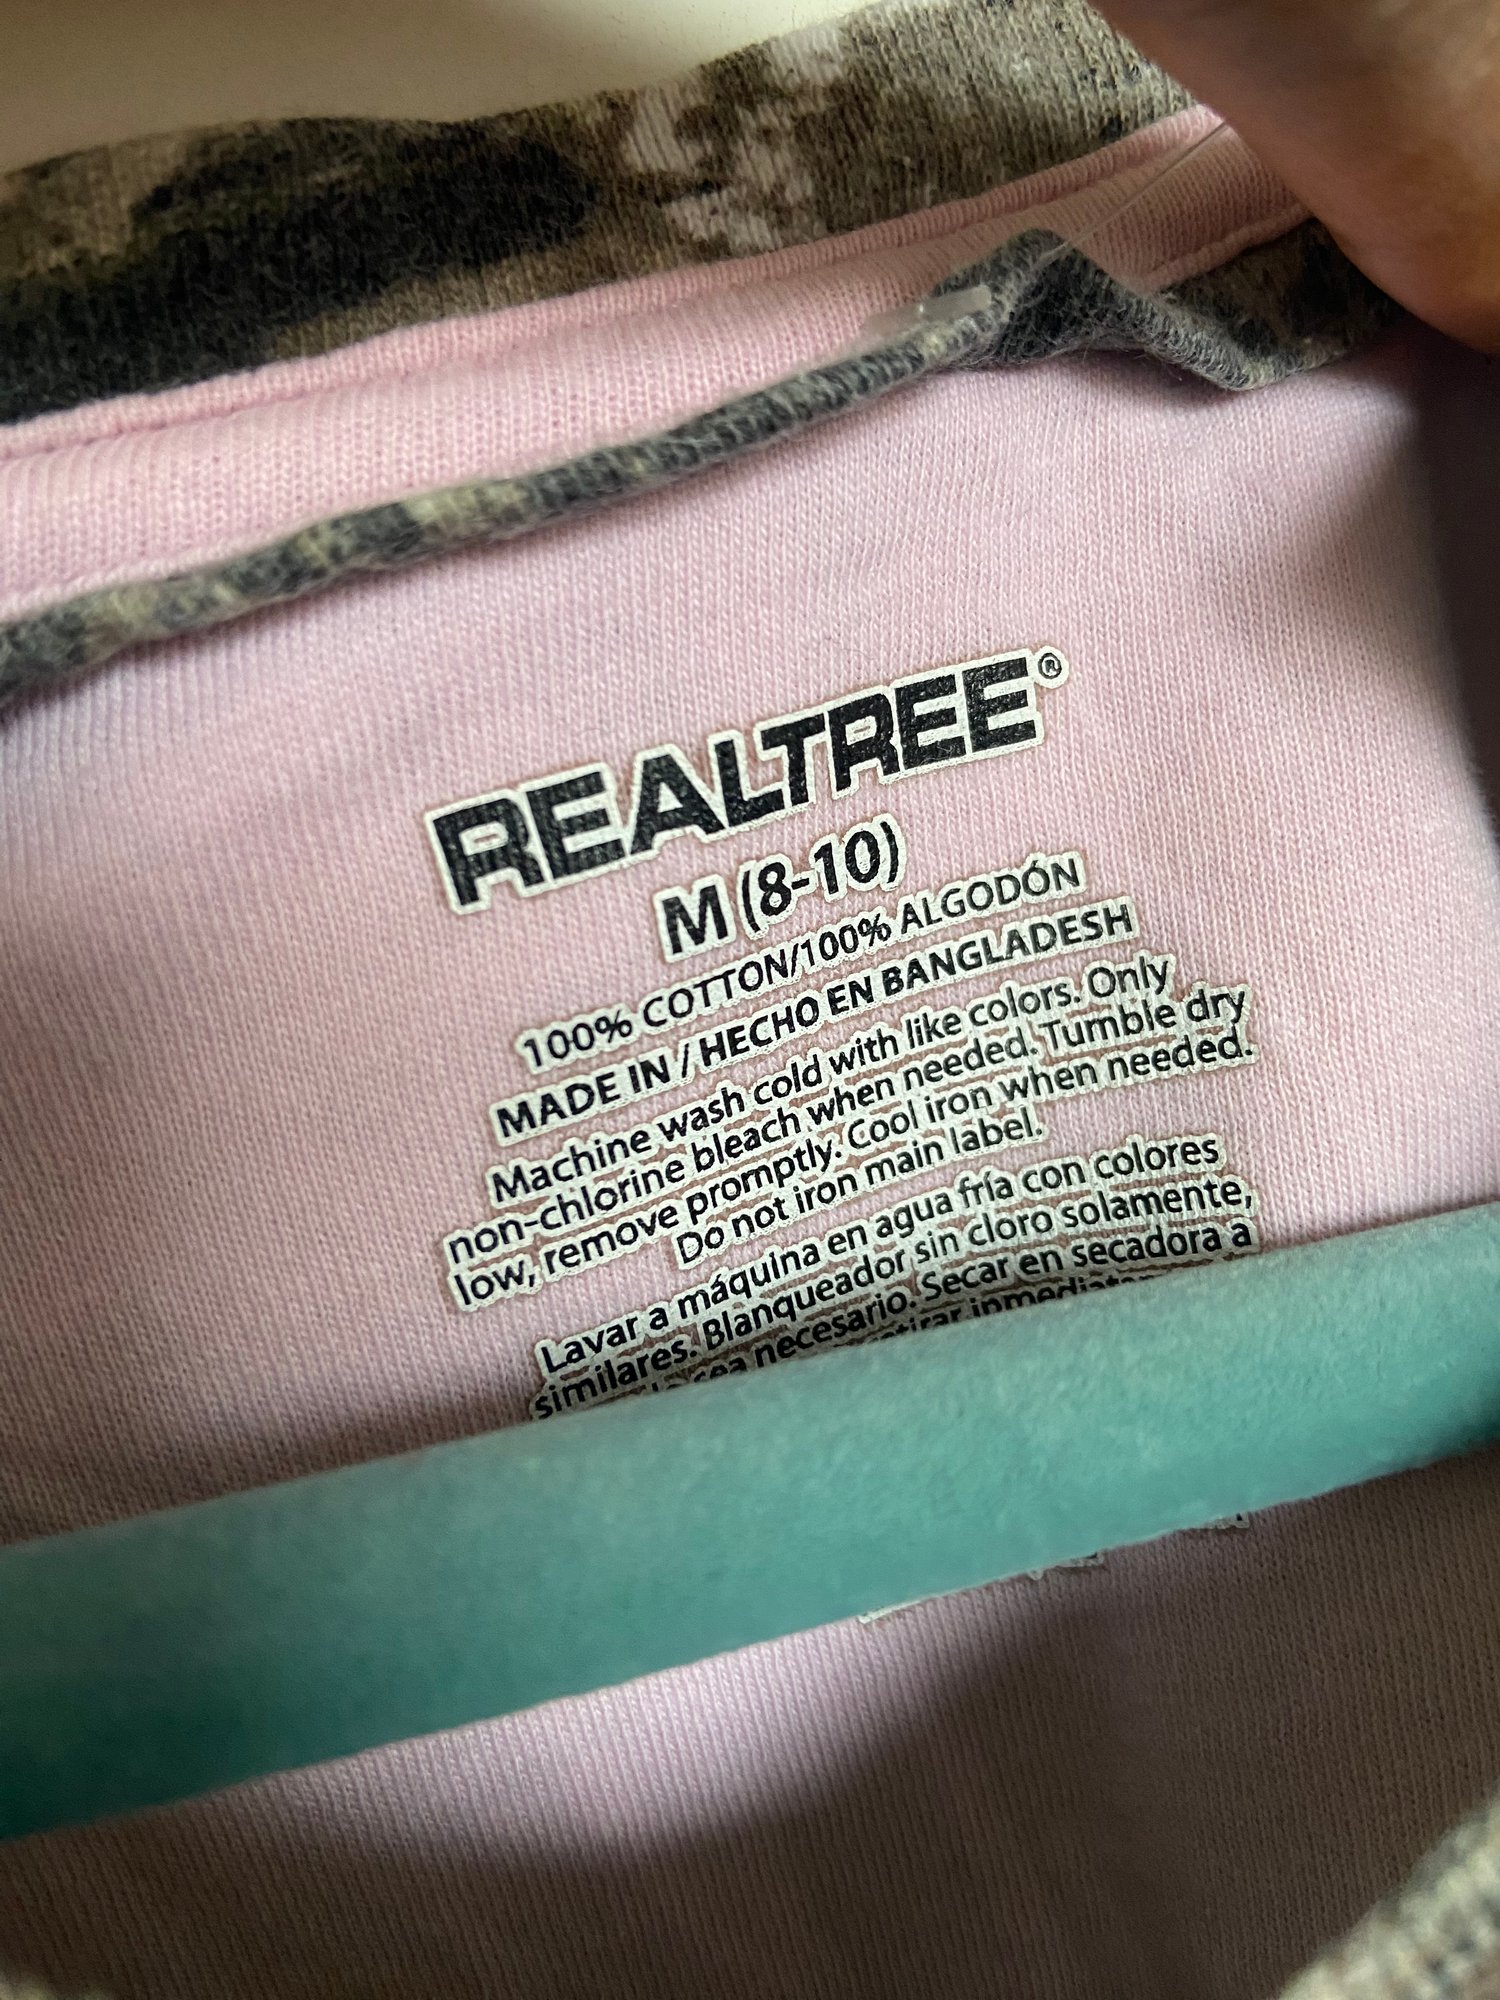 REALTREE®
M (8-10)
100% COTTON/100% ALGODÓN
MADE IN / HECHO EN BANGLADESH
Machine wash cold with like colors. Only
non-chlorine bleach when needed. Tumble dry
low, remove promptly. Cool iron when needed.
Do not iron main label.
Lavar a máquina en agua fría con colores
similares. Blanqueador sin cloro solamente,
sea necesario. Secar en secadora a